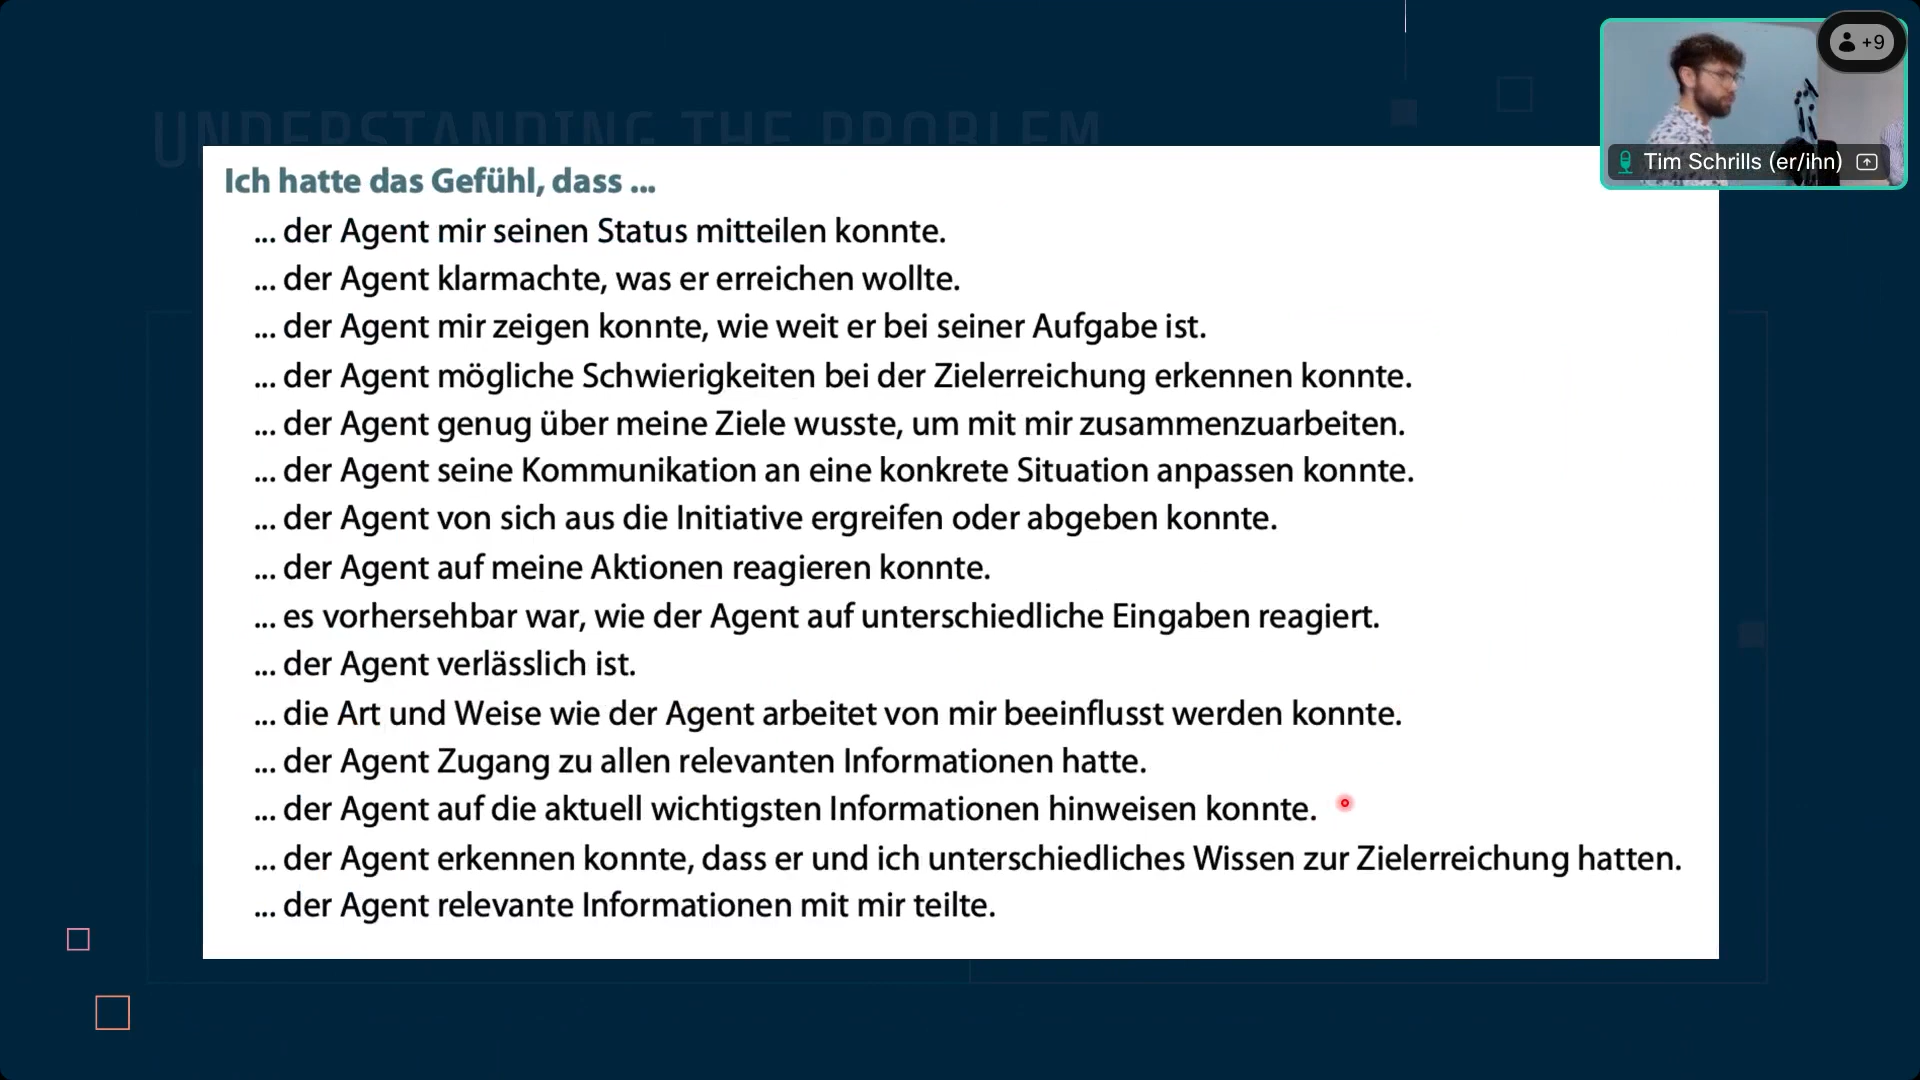 UNDERSTANDING THE PROBLEM
+9
Tim Schrills (er/ihn)
Ich hatte das Gefühl, dass ...
... der Agent mir seinen Status mitteilen konnte.
... der Agent klarmachte, was er erreichen wollte.
... der Agent mir zeigen konnte, wie weit er bei seiner Aufgabe ist.
... der Agent mögliche Schwierigkeiten bei der Zielerreichung erkennen konnte.
... der Agent genug über meine Ziele wusste, um mit mir zusammenzuarbeiten.
... der Agent seine Kommunikation an eine konkrete Situation anpassen konnte.
... der Agent von sich aus die Initiative ergreifen oder abgeben konnte.
... der Agent auf meine Aktionen reagieren konnte.
... es vorhersehbar war, wie der Agent auf unterschiedliche Eingaben reagiert.
... der Agent verlässlich ist.
... die Art und Weise wie der Agent arbeitet von mir beeinflusst werden konnte.
... der Agent Zugang zu allen relevanten Informationen hatte.
... der Agent auf die aktuell wichtigsten Informationen hinweisen konnte.
... der Agent erkennen konnte, dass er und ich unterschiedliches Wissen zur Zielerreichung hatten.
... der Agent relevante Informationen mit mir teilte.